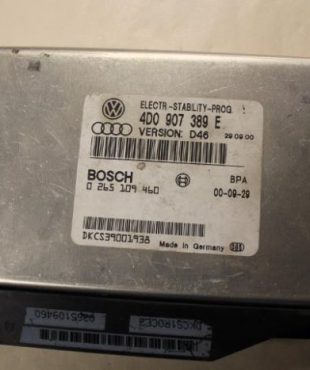 ELECTR-STABILITY-PROG.
4D0 907 389 E
VERSION: D46 29 09 00
BOSCH BPA
0 265 109 460 00-09-29
DKCS39001938
Made in Germany
0265109460